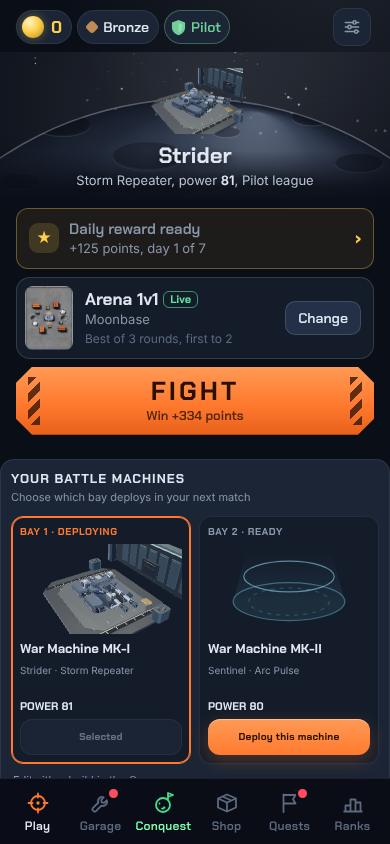 0
Bronze
Pilot
Strider
Storm Repeater, power 81, Pilot league
Daily reward ready
+125 points, day 1 of 7
Arena 1v1 Live
Moonbase
Best of 3 rounds, first to 2
Change
FIGHT
Win +334 points
YOUR BATTLE MACHINES
Choose which bay deploys in your next match
BAY 1 · DEPLOYING
War Machine MK-I
Strider · Storm Repeater
POWER 81
Selected
BAY 2 · READY
War Machine MK-II
Sentinel · Arc Pulse
POWER 80
Deploy this machine
Play
Garage
Conquest
Shop
Quests
Ranks